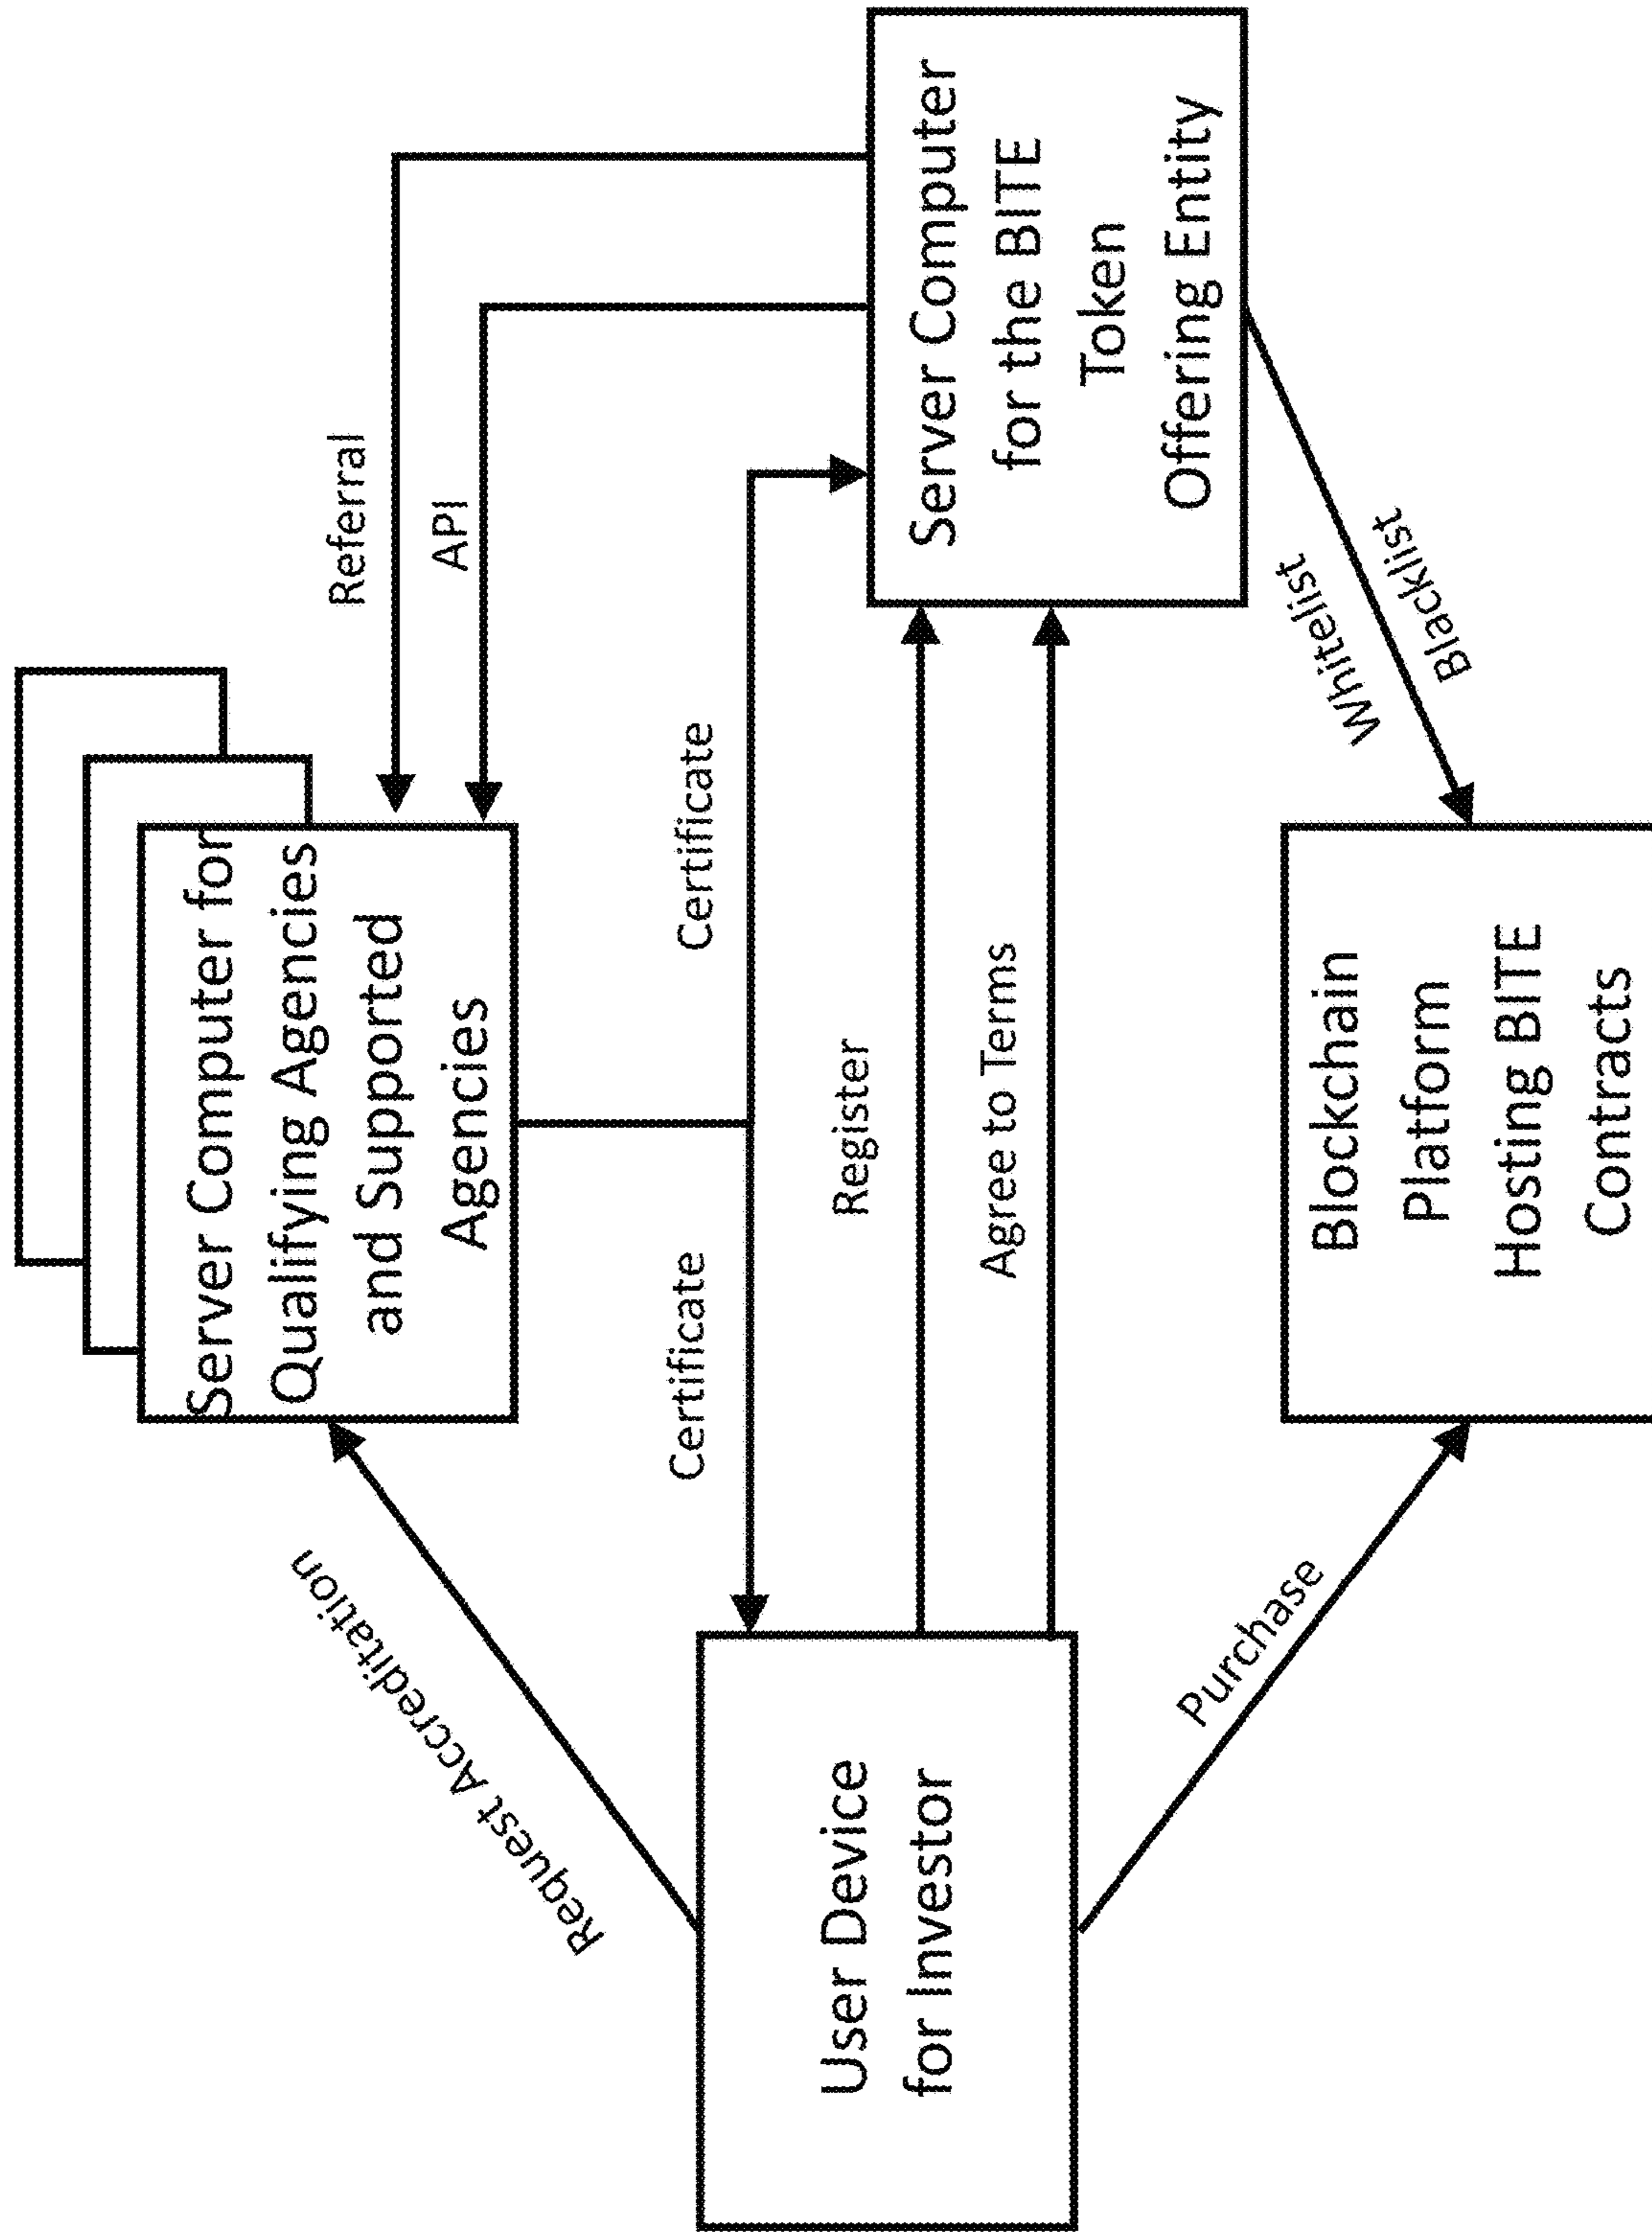 Server Computer for
Qualifying Agencies
and Supported
Agencies
Referral
API
Request Accreditation
Certificate
Certificate
User Device
for Investor
Register
Agree to Terms
Server Computer
for the BITE
Token
Offering Entity
Purchase
Whitelist
Blacklist
Blockchain
Platform
Hosting BITE
Contracts